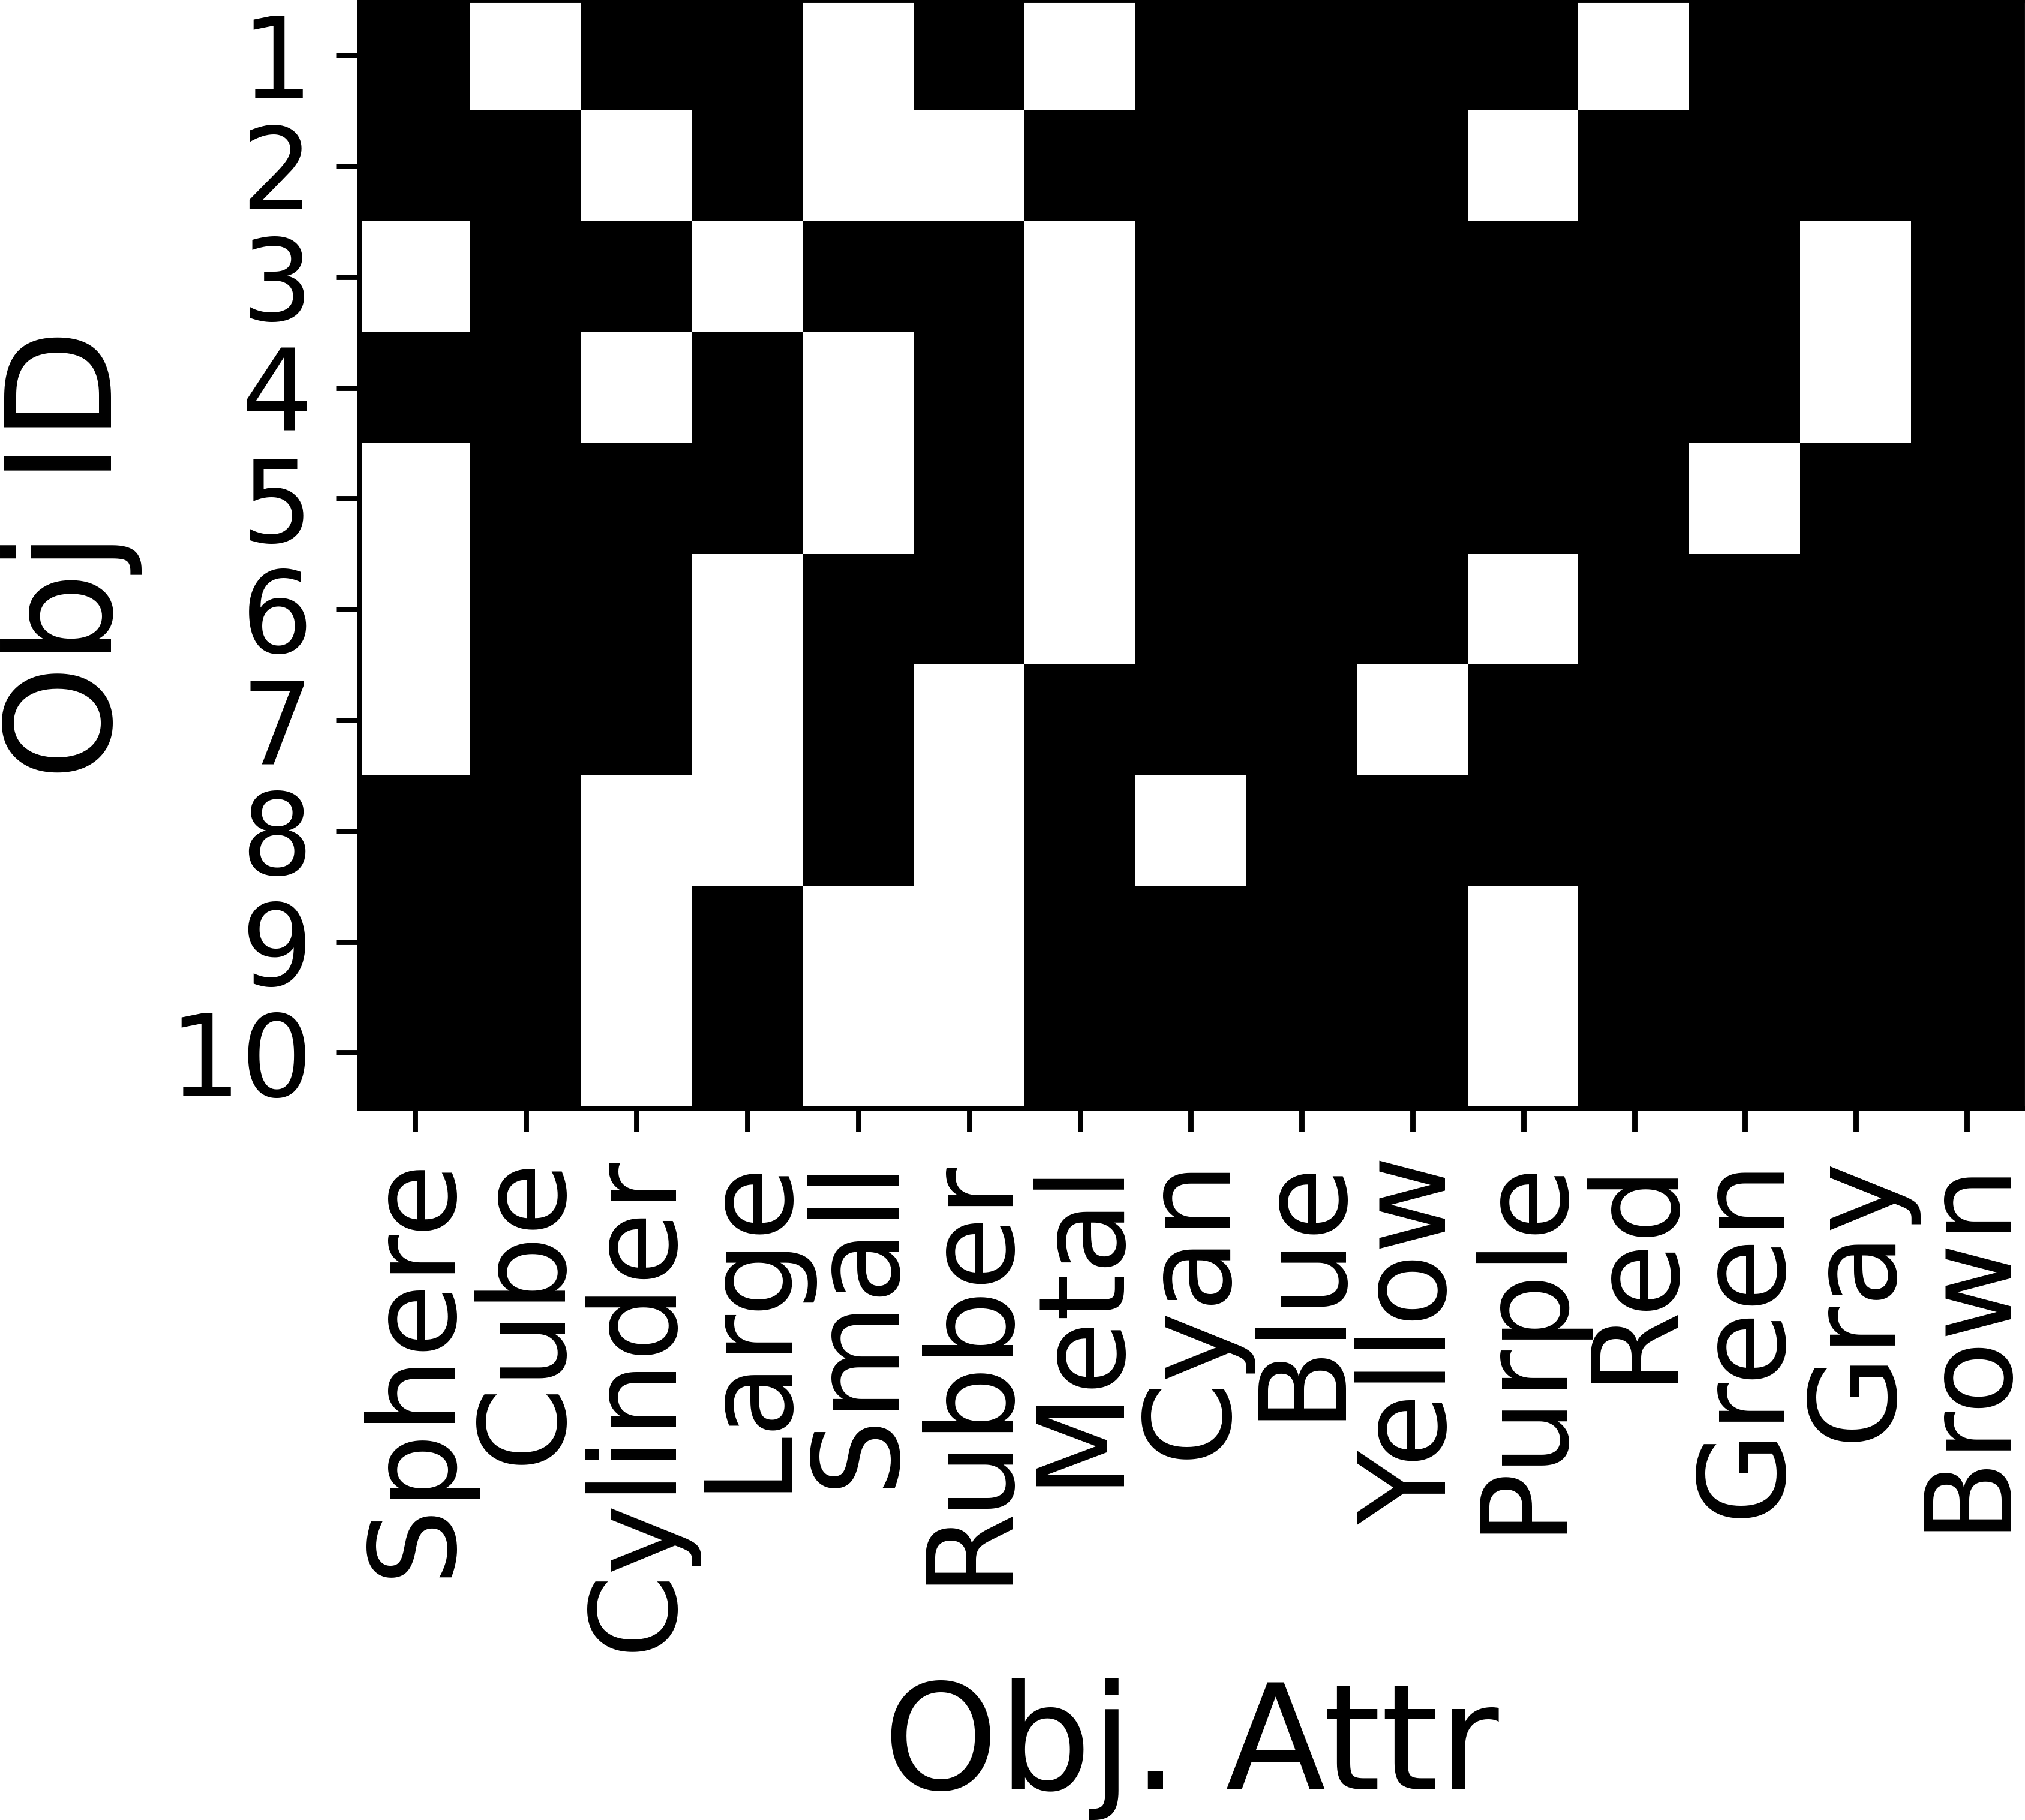 Obj ID
1
2
3
4
5
6
7
8
9
10
Sphere
Cube
Cylinder
Large
Small
Rubber
Metal
Cyan
Blue
Yellow
Purple
Red
Green
Gray
Brown
Obj. Attr